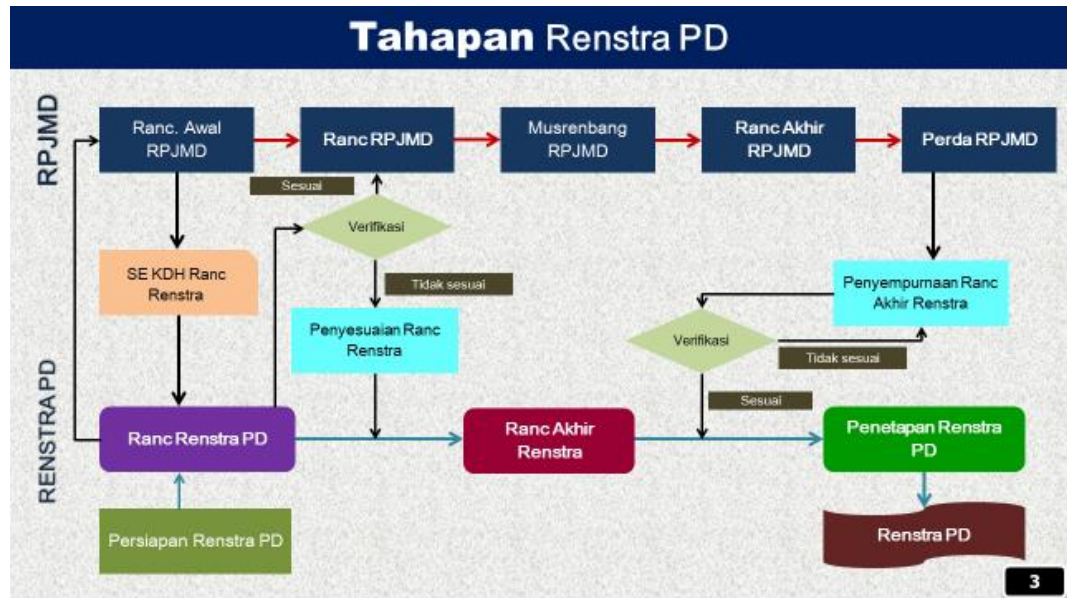 Tahapan Renstra PD
RPJMD
Ranc. Awal
RPJMD
Ranc RPJMD
Musrenbang
RPJMD
Ranc Akhir
RPJMD
Perda RPJMD
Sesuai
Verifikasi
SE KDH Ranc
Renstra
Tidak sesuai
Penyesuaian Ranc
Renstra
Penyempurnaan Ranc
Akhir Renstra
Verifikasi
Tidak sesuai
Sesuai
RENSTRA PD
Ranc Renstra PD
Ranc Akhir
Renstra
Penetapan Renstra
PD
Persiapan Renstra PD
Renstra PD
3